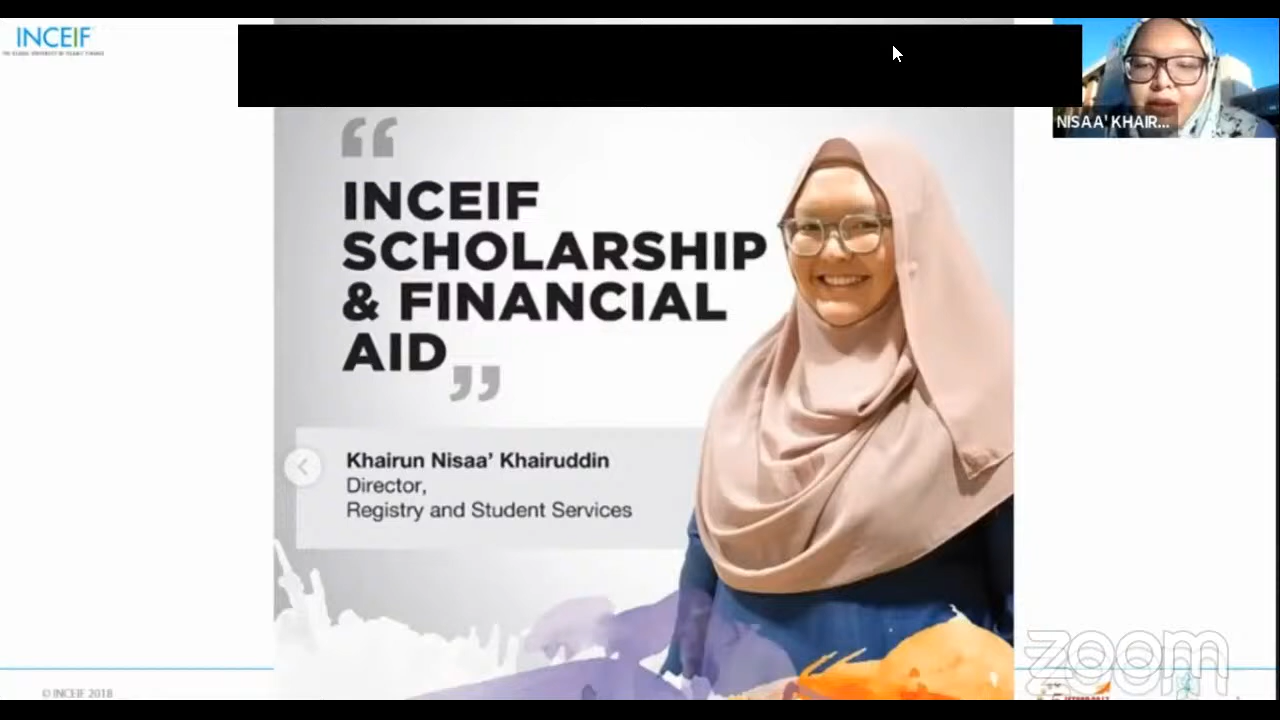 INCEIF
NISAA' KHAIR...
“
INCEIF
SCHOLARSHIP
& FINANCIAL
AID
”
Khairun Nisaa’ Khairuddin
Director,
Registry and Student Services
zoom
© INCEIF 2018